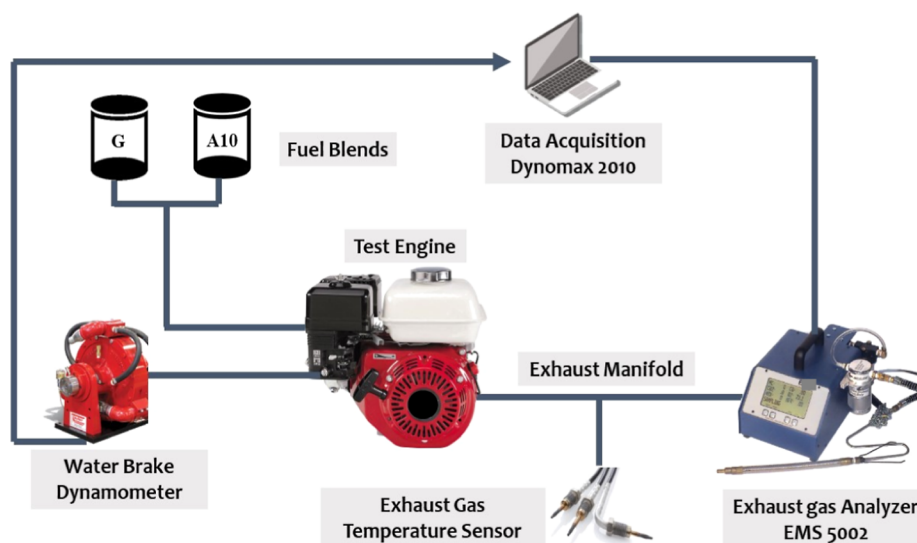 G
A10
Fuel Blends
Data Acquisition
Dynomax 2010
Test Engine
Exhaust Manifold
Water Brake
Dynamometer
Exhaust Gas
Temperature Sensor
Exhaust gas Analyzer
EMS 5002